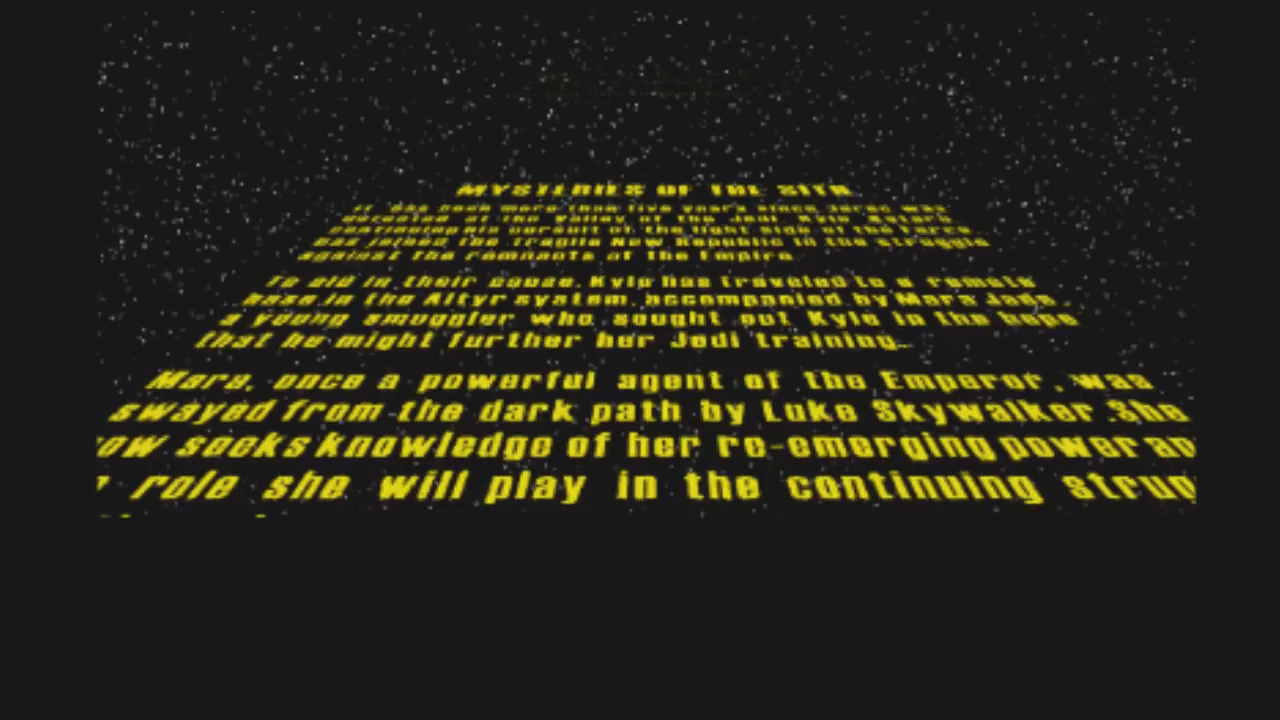 MYSTERIES OF THE SITH
It has been more than five years since Jerec was
defeated at the Valley of the Jedi. Kyle Katarn
continuing his pursuit of the light side of the Force
has joined the fragile New Republic in the struggle
against the remnants of the Empire.
To aid in their cause, Kyle has traveled to a remote
base in the Altyr system, accompanied by Mara Jade,
a young smuggler who sought out Kyle in the hope
that he might further her Jedi training...
Mara, once a powerful agent of the Emperor, was
swayed from the dark path by Luke Skywalker. She
ow seeks knowledge of her re-emerging power an
role she will play in the continuing strug